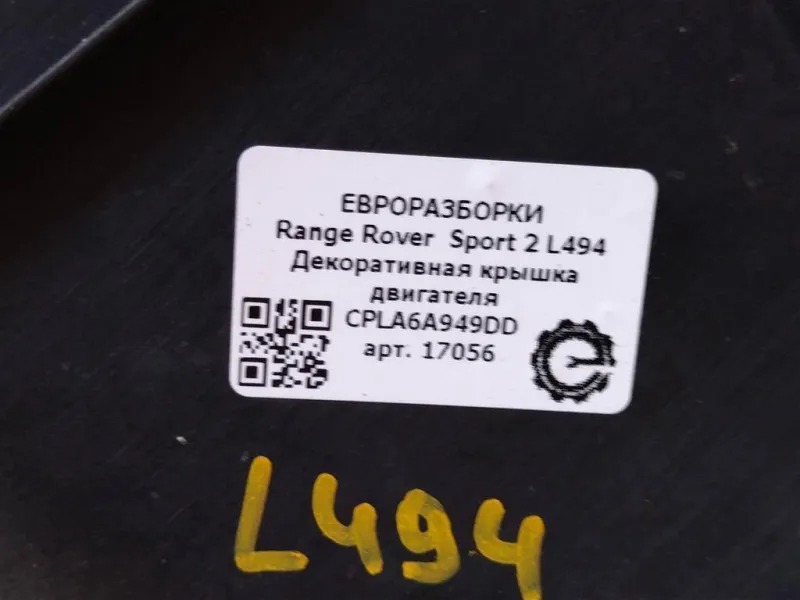 ЕВРОРАЗБОРКИ
Range Rover Sport 2 L494
Декоративная крышка
двигателя
CPLA6A949DD
арт. 17056
L494